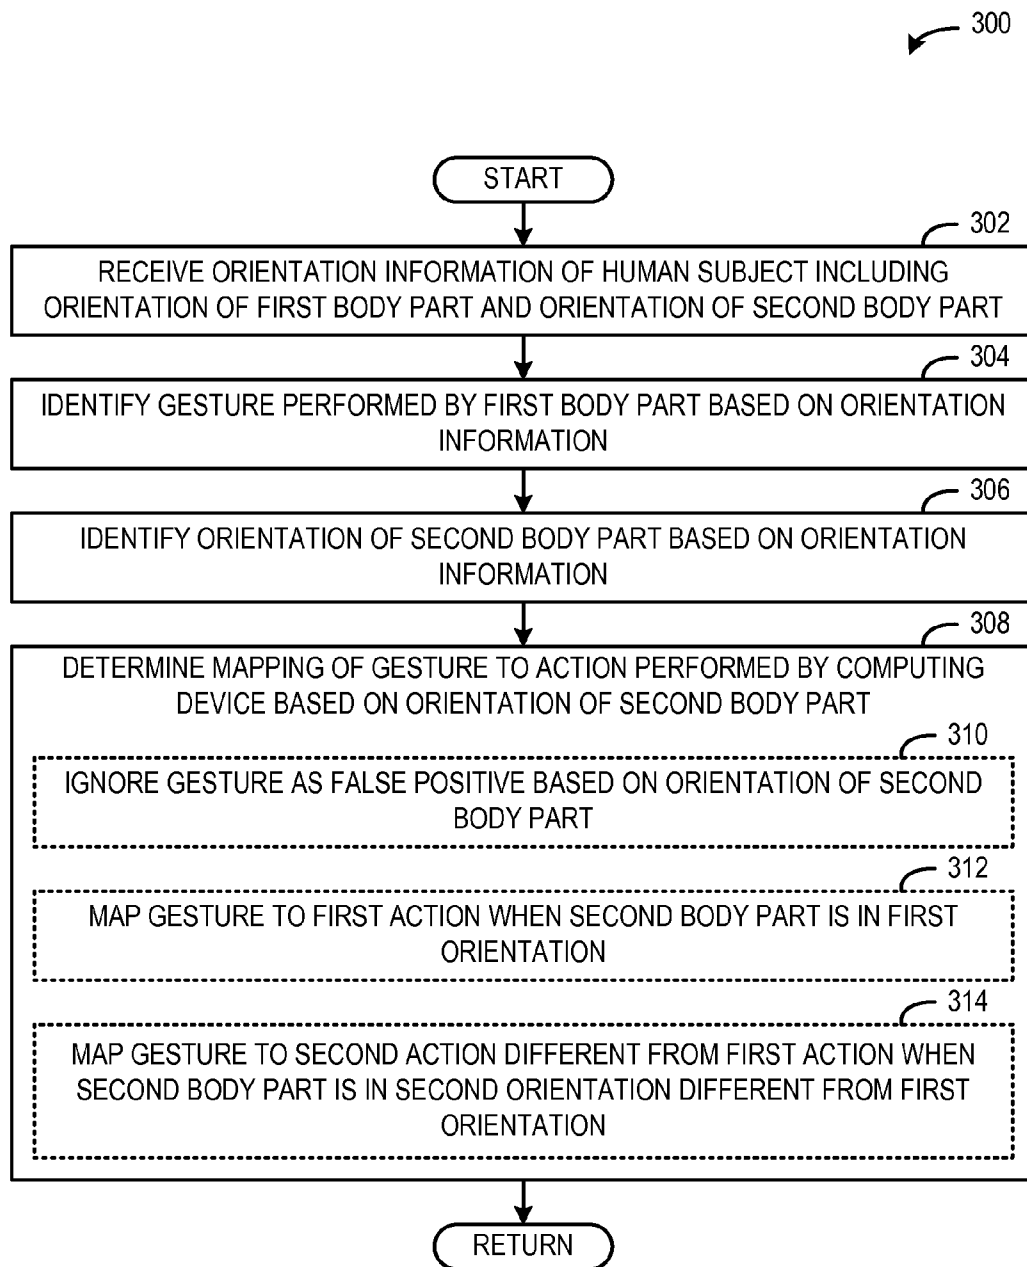 300
START
302
RECEIVE ORIENTATION INFORMATION OF HUMAN SUBJECT INCLUDING
ORIENTATION OF FIRST BODY PART AND ORIENTATION OF SECOND BODY PART
304
IDENTIFY GESTURE PERFORMED BY FIRST BODY PART BASED ON ORIENTATION
INFORMATION
306
IDENTIFY ORIENTATION OF SECOND BODY PART BASED ON ORIENTATION
INFORMATION
308
DETERMINE MAPPING OF GESTURE TO ACTION PERFORMED BY COMPUTING
DEVICE BASED ON ORIENTATION OF SECOND BODY PART
310
IGNORE GESTURE AS FALSE POSITIVE BASED ON ORIENTATION OF SECOND
BODY PART
312
MAP GESTURE TO FIRST ACTION WHEN SECOND BODY PART IS IN FIRST
ORIENTATION
314
MAP GESTURE TO SECOND ACTION DIFFERENT FROM FIRST ACTION WHEN
SECOND BODY PART IS IN SECOND ORIENTATION DIFFERENT FROM FIRST
ORIENTATION
RETURN